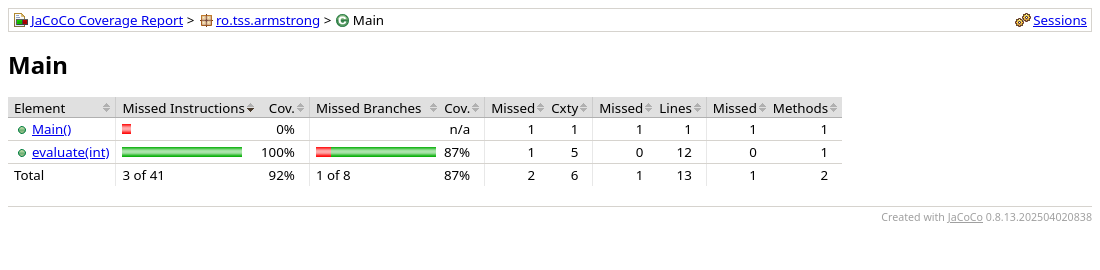 JaCoCo Coverage Report > ro.tss.armstrong > Main Sessions
Main
Element Missed Instructions Cov. Missed Branches Cov. Missed Cxty Missed Lines Missed Methods
Main() 0% n/a 1 1 1 1 1 1
evaluate(int) 100% 87% 1 5 0 12 0 1
Total 3 of 41 92% 1 of 8 87% 2 6 1 13 1 2
Created with JaCoCo 0.8.13.202504020838